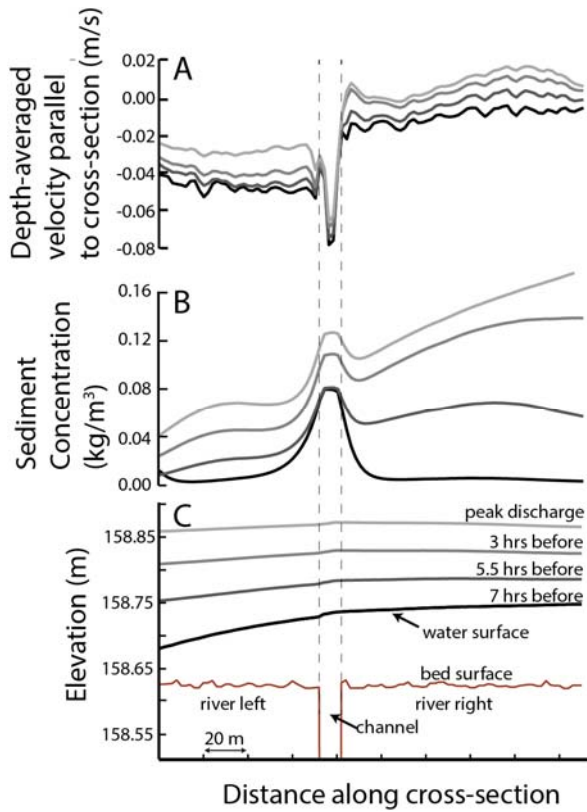 A
Depth-averaged
velocity parallel
to cross-section (m/s)
0.02
0.00
-0.02
-0.04
-0.06
-0.08
B
Sediment
Concentration
(kg/m³)
0.16
0.12
0.08
0.04
0.00
C
Elevation (m)
158.85
158.75
158.65
158.55
peak discharge
3 hrs before
5.5 hrs before
7 hrs before
water surface
bed surface
river left
river right
channel
20 m
Distance along cross-section